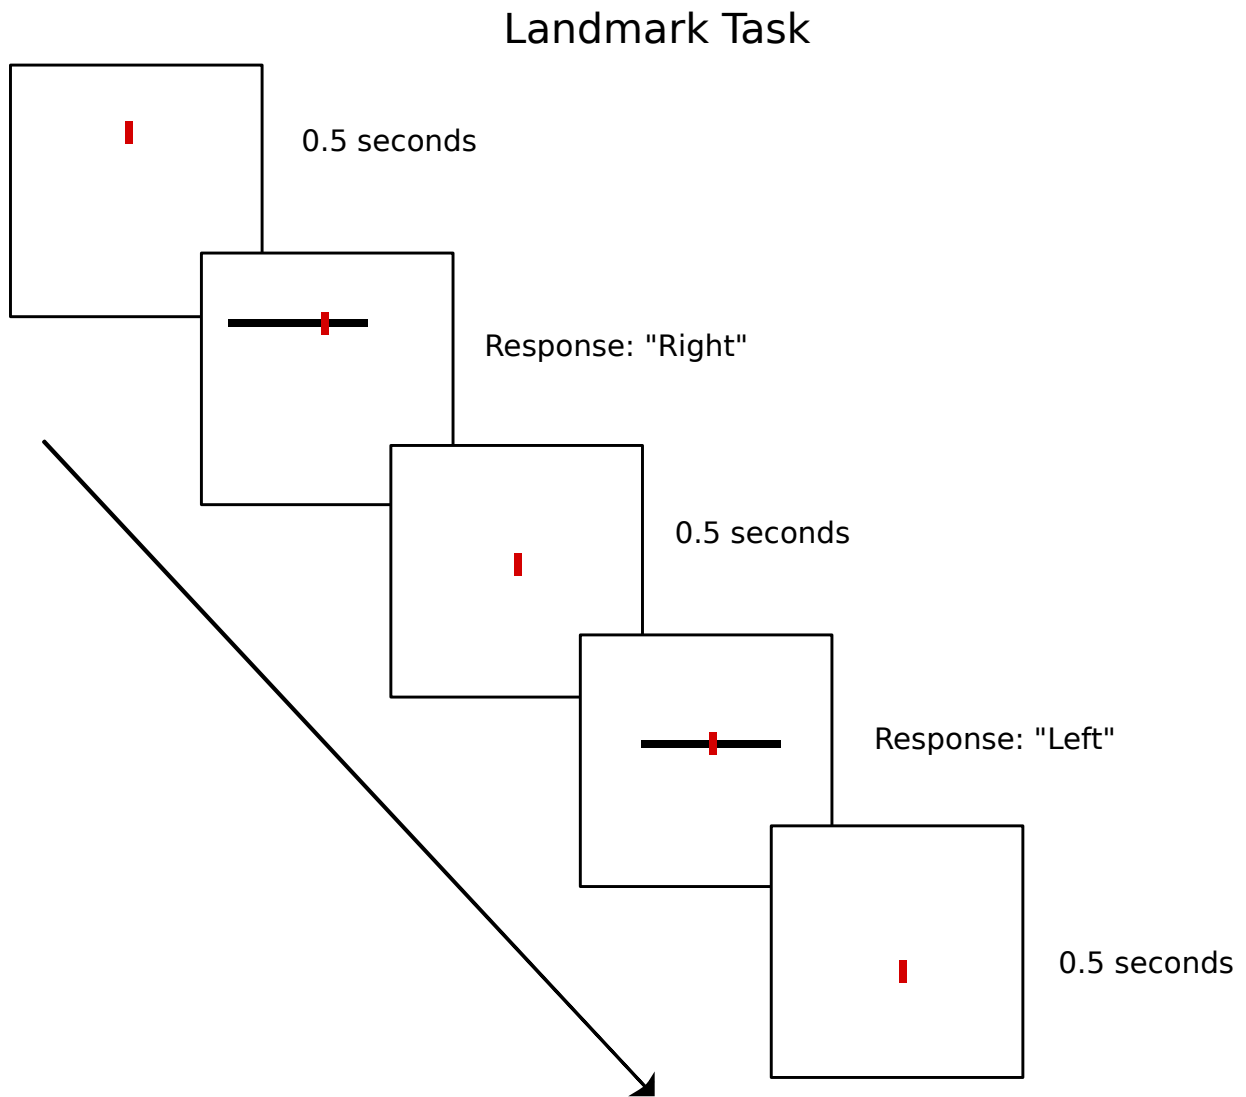 Landmark Task
0.5 seconds
Response: "Right"
0.5 seconds
Response: "Left"
0.5 seconds